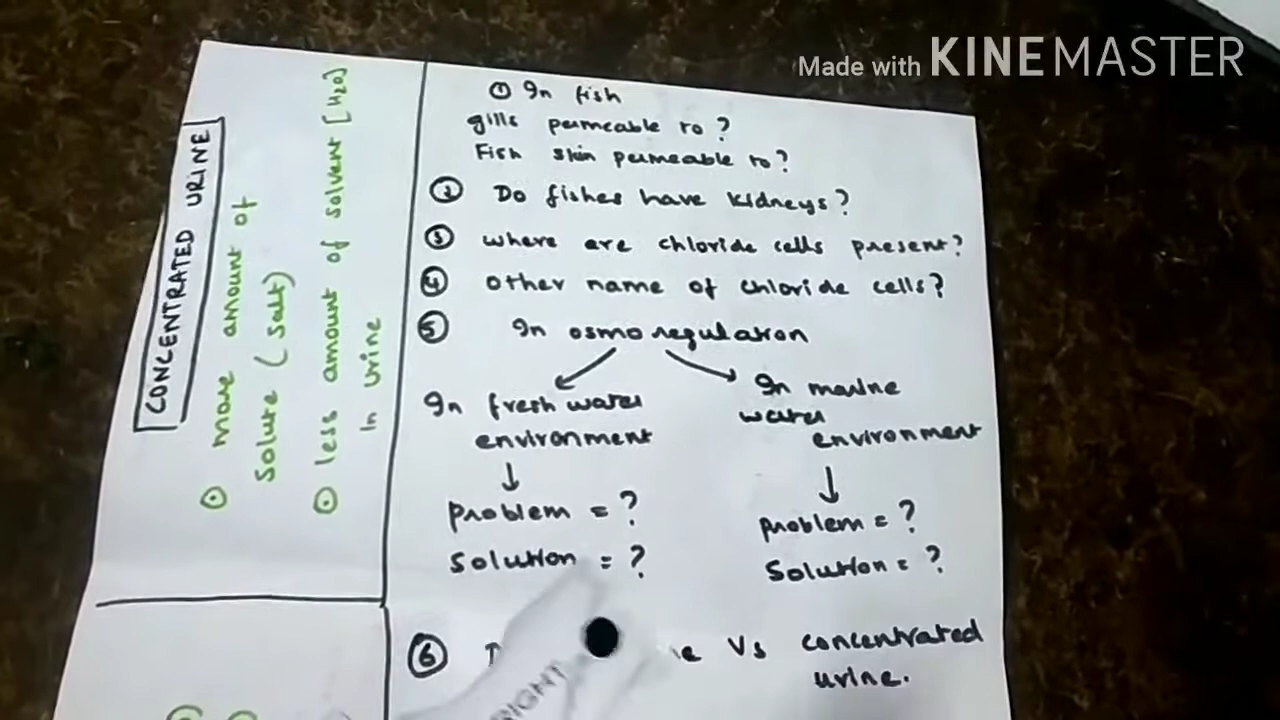 Made with KINEMASTER
CONCENTRATED URINE
more amount of
solute (salt)
less amount of solvent [H2O]
in urine
① In fish
gills permeable to ?
Fish skin permeable to?
② Do fishes have kidneys?
③ where are chloride cells present?
④ other name of chloride cells?
⑤ In osmoregulation
In fresh water
environment
Problem = ?
Solution = ?
In marine
water
environment
Problem = ?
Solution = ?
⑥ Vs concentrated
urine.
RIGHT